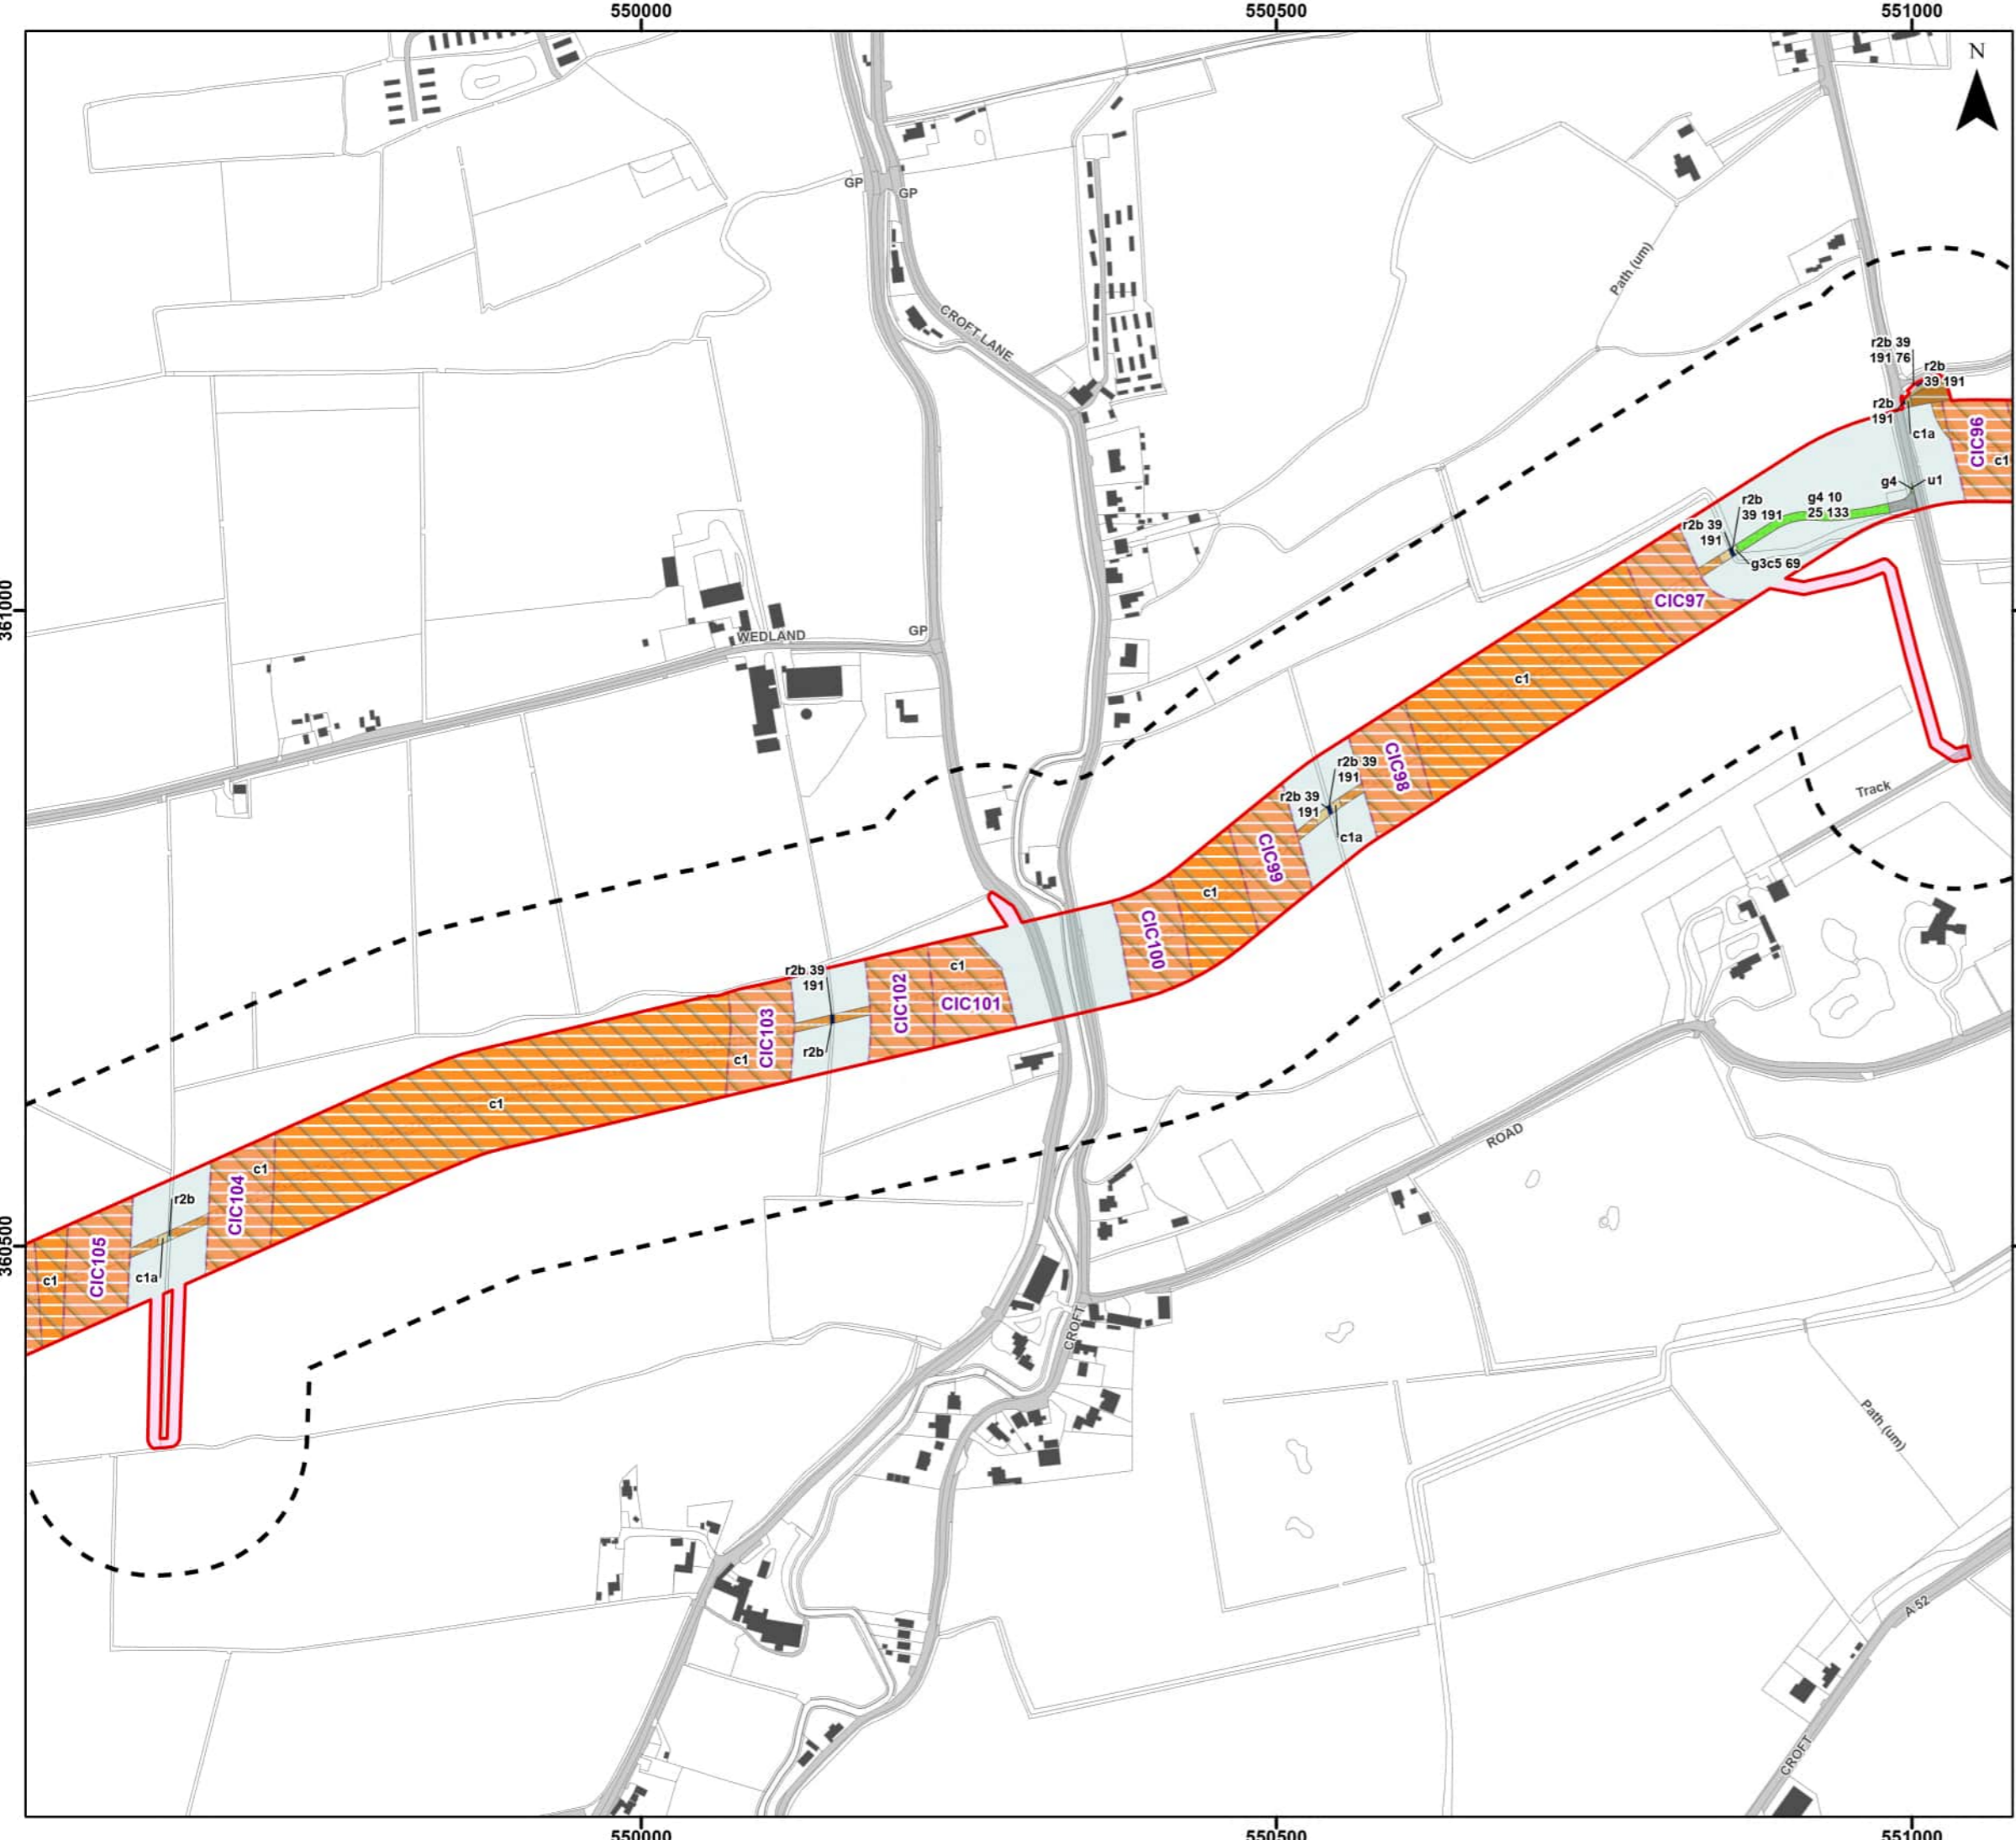 550000
550500
551000
N
GP
GP
CROFT LANE
Path (um)
r2b 39
191 76
r2b
39 191
r2b
191
c1a
CIC96
c1
g4
u1
r2b
39 191
g4 10
25 133
r2b 39
191
g3c5 69
CIC97
361000
WEDLAND
GP
c1
CIC98
r2b 39
191
r2b 39
191
c1a
Track
CIC99
c1
CIC100
c1
r2b 39
191
CIC102
CIC101
CIC103
c1
r2b
c1
ROAD
c1
CIC104
r2b
360500
CIC105
c1
c1a
CROFT
Path (um)
A 52
CROFT
550000
550500
551000